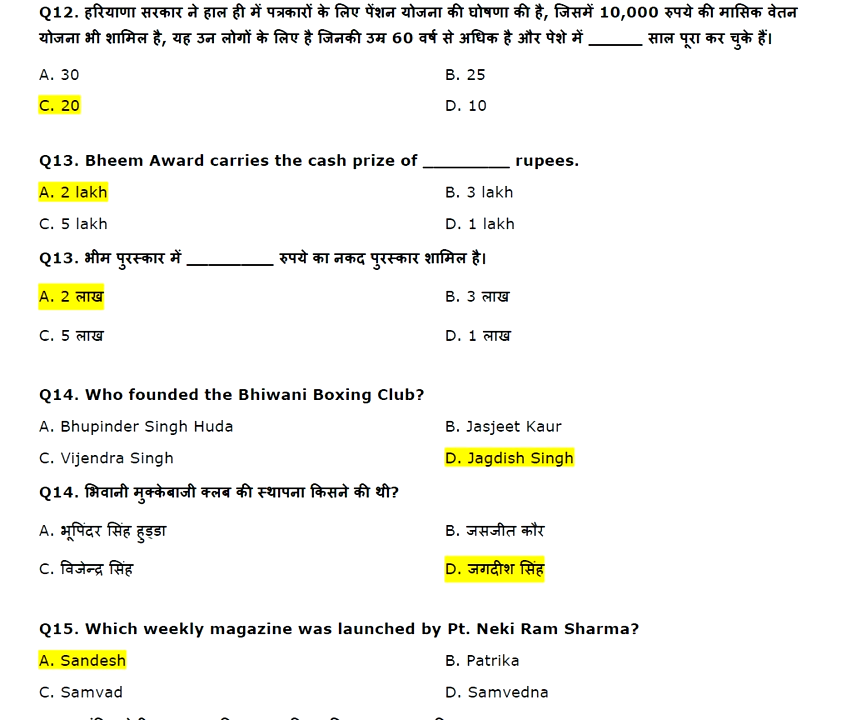 Q12. हरियाणा सरकार ने हाल ही में पत्रकारों के लिए पेंशन योजना की घोषणा की है, जिसमें 10,000 रुपये की मासिक वेतन
योजना भी शामिल है, यह उन लोगों के लिए है जिनकी उम्र 60 वर्ष से अधिक है और पेशे में ______ साल पूरा कर चुके हैं।
A. 30 B. 25
C. 20 D. 10
Q13. Bheem Award carries the cash prize of __________ rupees.
A. 2 lakh B. 3 lakh
C. 5 lakh D. 1 lakh
Q13. भीम पुरस्कार में __________ रुपये का नकद पुरस्कार शामिल है।
A. 2 लाख B. 3 लाख
C. 5 लाख D. 1 लाख
Q14. Who founded the Bhiwani Boxing Club?
A. Bhupinder Singh Huda B. Jasjeet Kaur
C. Vijendra Singh D. Jagdish Singh
Q14. भिवानी मुक्केबाजी क्लब की स्थापना किसने की थी?
A. भूपिंदर सिंह हुड्डा B. जसजीत कौर
C. विजेन्द्र सिंह D. जगदीश सिंह
Q15. Which weekly magazine was launched by Pt. Neki Ram Sharma?
A. Sandesh B. Patrika
C. Samvad D. Samvedna